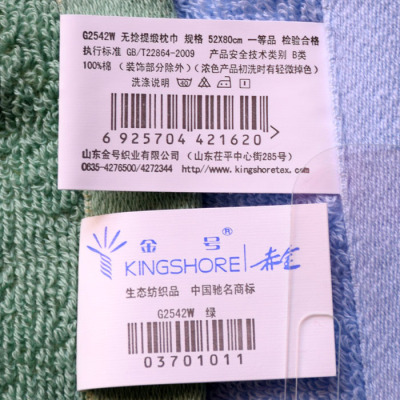 G2542W 无捻提缎枕巾 规格 52X80cm 一等品 检验合格
执行标准 GB/T22864-2009 产品安全技术类别 B类
100%棉 (装饰部分除外) (浓色产品初洗时有轻微掉色)
洗涤说明
6 925704 421620
山东金号织业有限公司 (山东茌平中心街285号)
0635-4276500/4272344 http://www.kingshoretex.com
金号®
KINGSHORE
生态纺织品 中国驰名商标
G2542W 绿
03701011